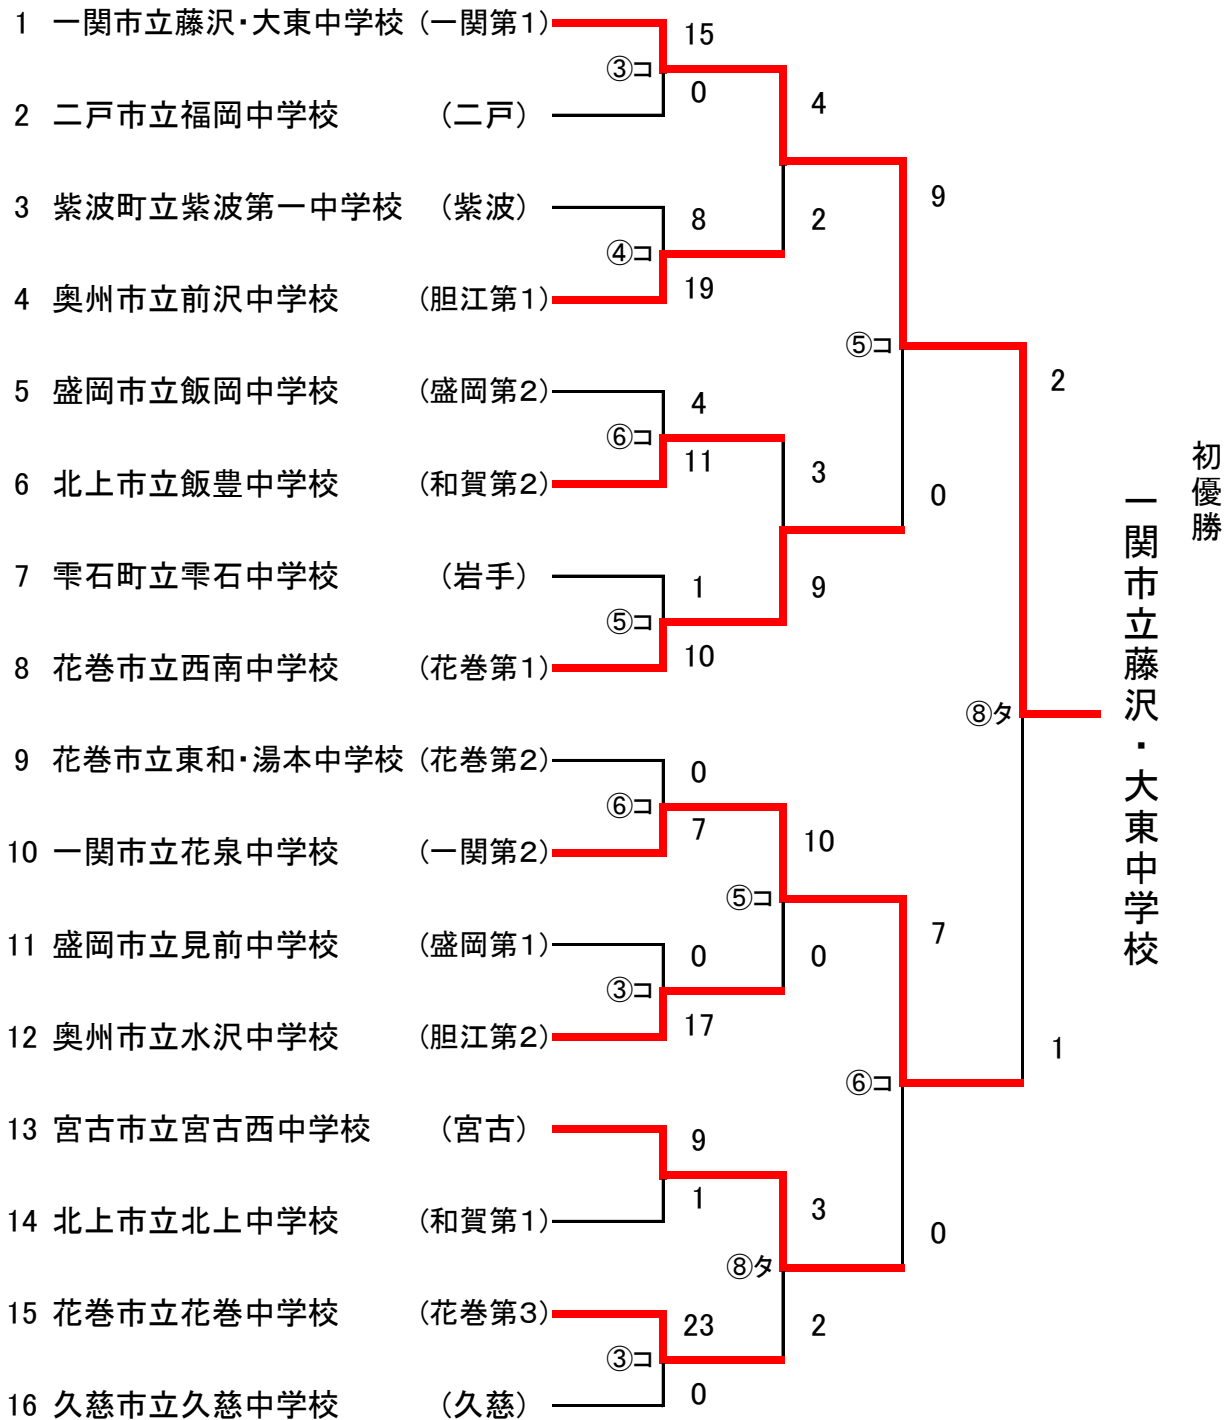 1 一関市立藤沢・大東中学校 (一関第1)
15
③コ
0
2 二戸市立福岡中学校 (二戸)
4
3 紫波町立紫波第一中学校 (紫波)
8
2
④コ
19
4 奥州市立前沢中学校 (胆江第1)
9
⑤コ
5 盛岡市立飯岡中学校 (盛岡第2)
4
2
⑥コ
11
6 北上市立飯豊中学校 (和賀第2)
3
0
7 雫石町立雫石中学校 (岩手)
1
9
⑤コ
10
8 花巻市立西南中学校 (花巻第1)
⑧タ
初優勝
一関市立藤沢・大東中学校
9 花巻市立東和・湯本中学校 (花巻第2)
0
⑥コ
7
10
10 一関市立花泉中学校 (一関第2)
⑤コ
7
11 盛岡市立見前中学校 (盛岡第1)
0
0
③コ
17
12 奥州市立水沢中学校 (胆江第2)
1
⑥コ
13 宮古市立宮古西中学校 (宮古)
9
1
3
14 北上市立北上中学校 (和賀第1)
0
⑧タ
15 花巻市立花巻中学校 (花巻第3)
23
2
③コ
0
16 久慈市立久慈中学校 (久慈)